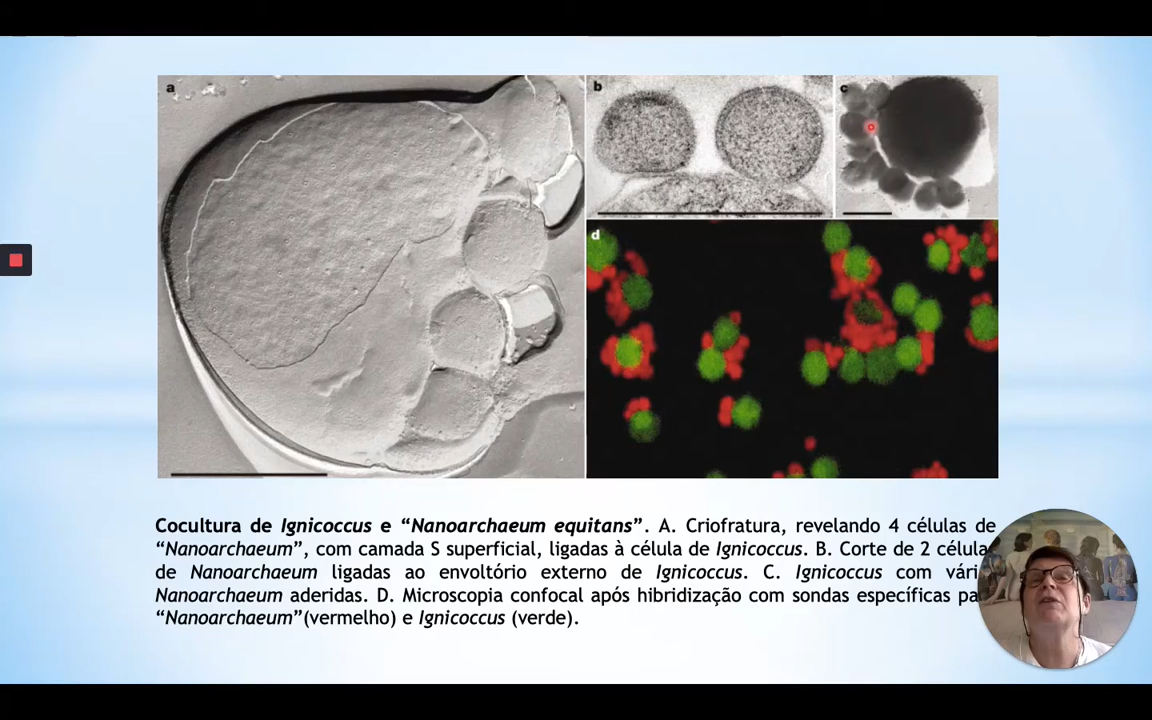 a
b
c
d
Cocultura de Ignicoccus e “Nanoarchaeum equitans”. A. Criofratura, revelando 4 células de
“Nanoarchaeum”, com camada S superficial, ligadas à célula de Ignicoccus. B. Corte de 2 célula
de Nanoarchaeum ligadas ao envoltório externo de Ignicoccus. C. Ignicoccus com vári
Nanoarchaeum aderidas. D. Microscopia confocal após hibridização com sondas específicas pa
“Nanoarchaeum”(vermelho) e Ignicoccus (verde).